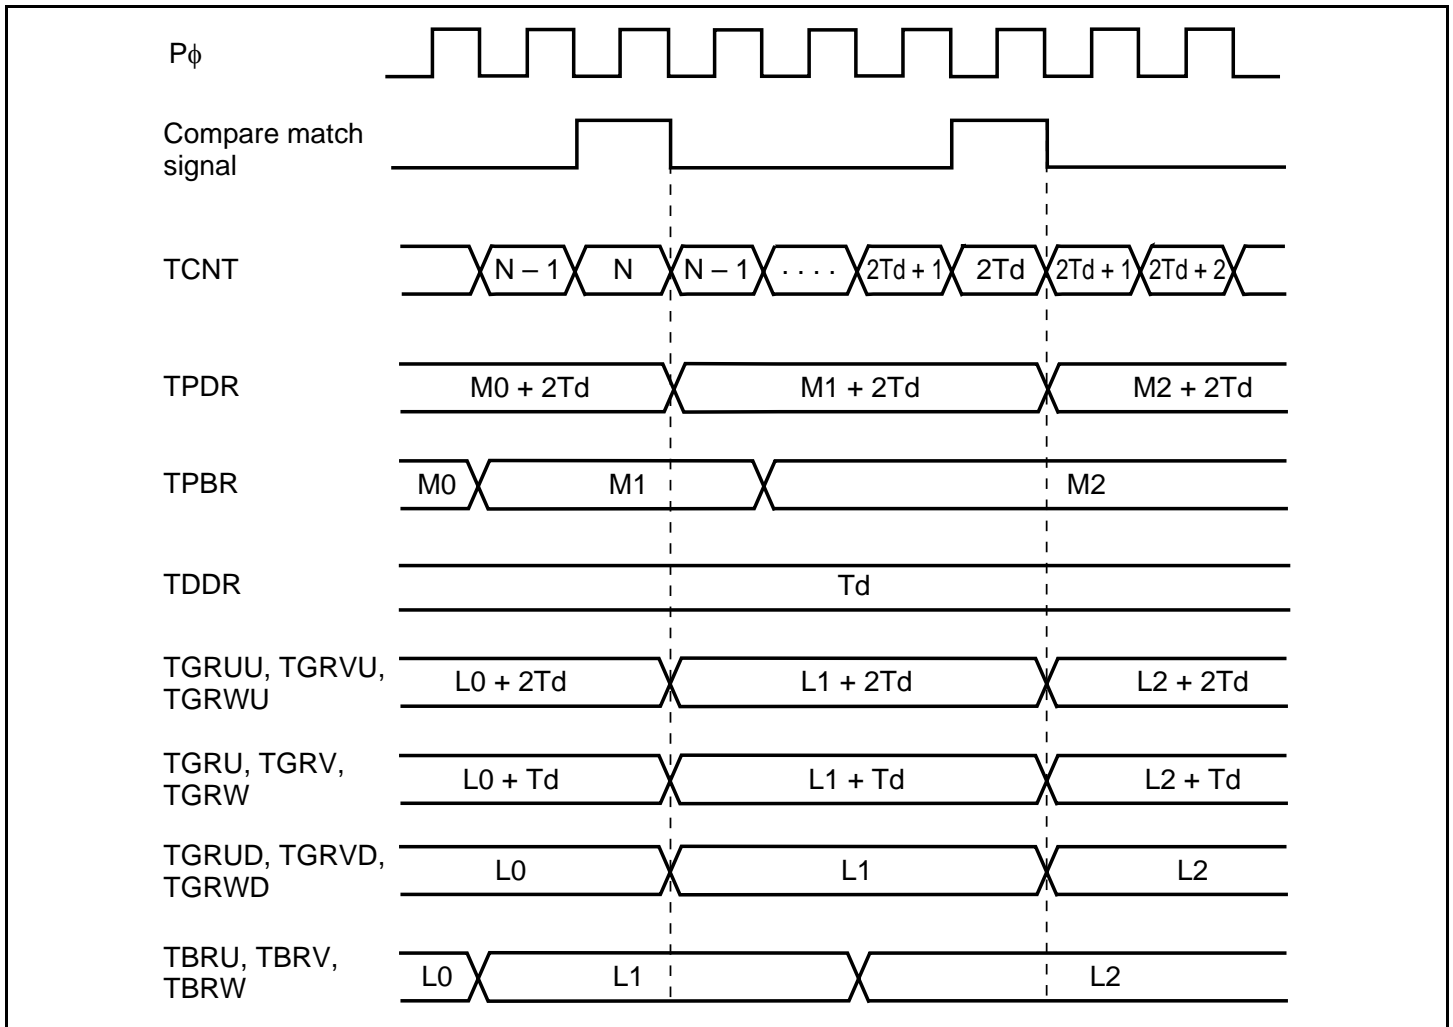 Pϕ
Compare match
signal
TCNT
N – 1 N N – 1 · · · · 2Td + 1 2Td 2Td + 1 2Td + 2
TPDR
M0 + 2Td M1 + 2Td M2 + 2Td
TPBR
M0 M1 M2
TDDR
Td
TGRUU, TGRVU,
TGRWU
L0 + 2Td L1 + 2Td L2 + 2Td
TGRU, TGRV,
TGRW
L0 + Td L1 + Td L2 + Td
TGRUD, TGRVD,
TGRWD
L0 L1 L2
TBRU, TBRV,
TBRW
L0 L1 L2